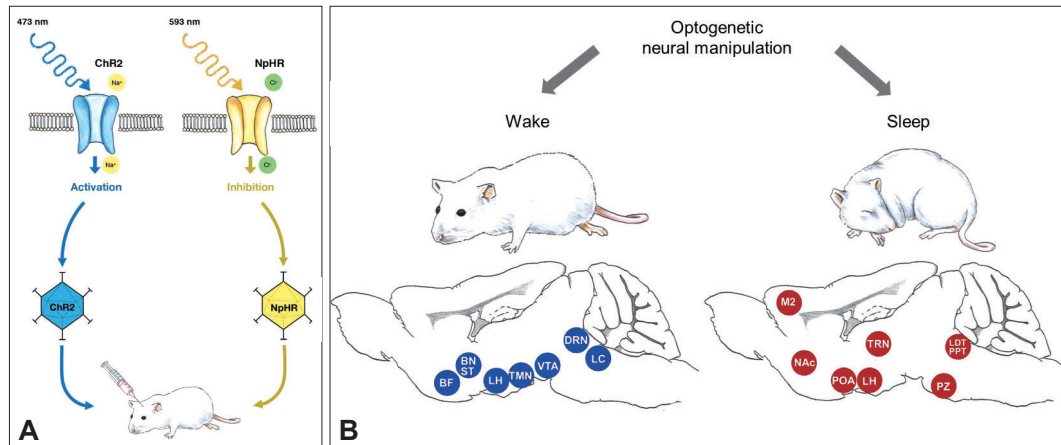 473 nm
593 nm
ChR2
NpHR
Na+
Cl-
Na+
Cl-
Activation
Inhibition
ChR2
NpHR
A
Optogenetic
neural manipulation
Wake
Sleep
BF
BN
ST
LH
TMN
VTA
DRN
LC
M2
NAc
POA
LH
TRN
LDT
PPT
PZ
B